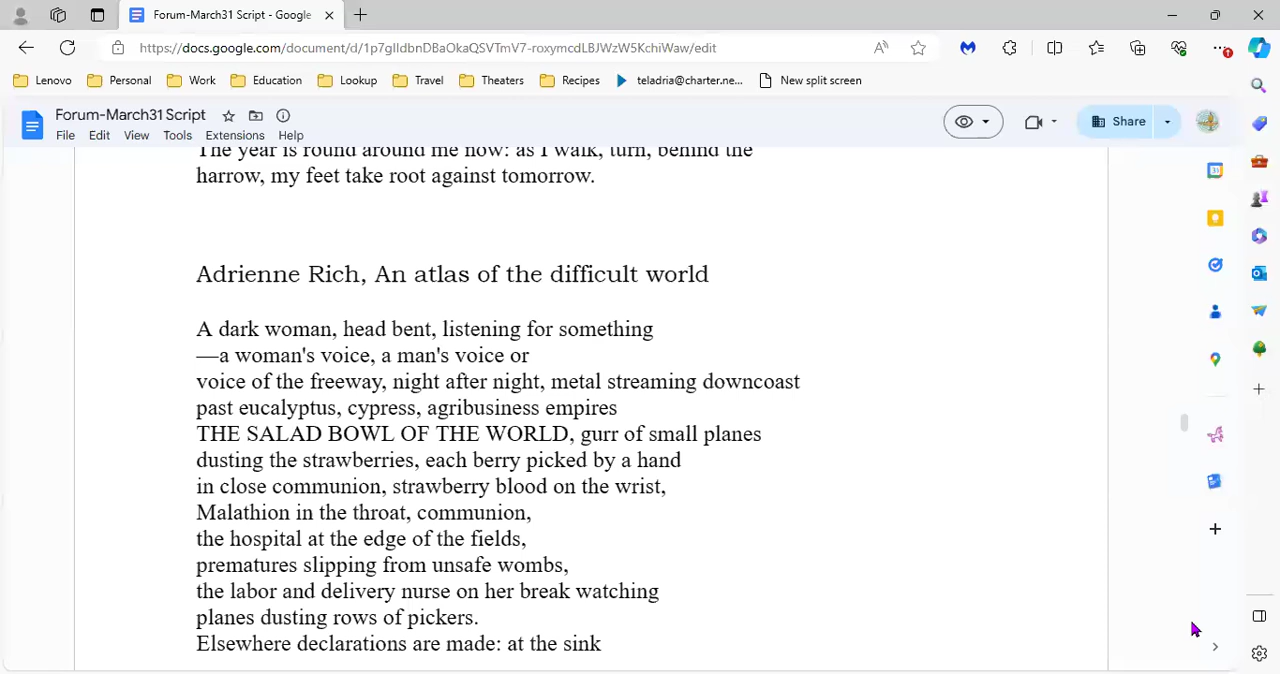 Forum-March31 Script - Google
https://docs.google.com/document/d/1p7glldbnDBaOkaQSVTmV7-roxymcdLBJWzW5KchiWaw/edit
Lenovo Personal Work Education Lookup Travel Theaters Recipes teladria@charter.ne... New split screen
Forum-March31 Script
File Edit View Tools Extensions Help
Share
The year is round around me now: as I walk, turn, behind the
harrow, my feet take root against tomorrow.
Adrienne Rich, An atlas of the difficult world
A dark woman, head bent, listening for something
—a woman's voice, a man's voice or
voice of the freeway, night after night, metal streaming downcoast
past eucalyptus, cypress, agribusiness empires
THE SALAD BOWL OF THE WORLD, gurr of small planes
dusting the strawberries, each berry picked by a hand
in close communion, strawberry blood on the wrist,
Malathion in the throat, communion,
the hospital at the edge of the fields,
prematures slipping from unsafe wombs,
the labor and delivery nurse on her break watching
planes dusting rows of pickers.
Elsewhere declarations are made: at the sink